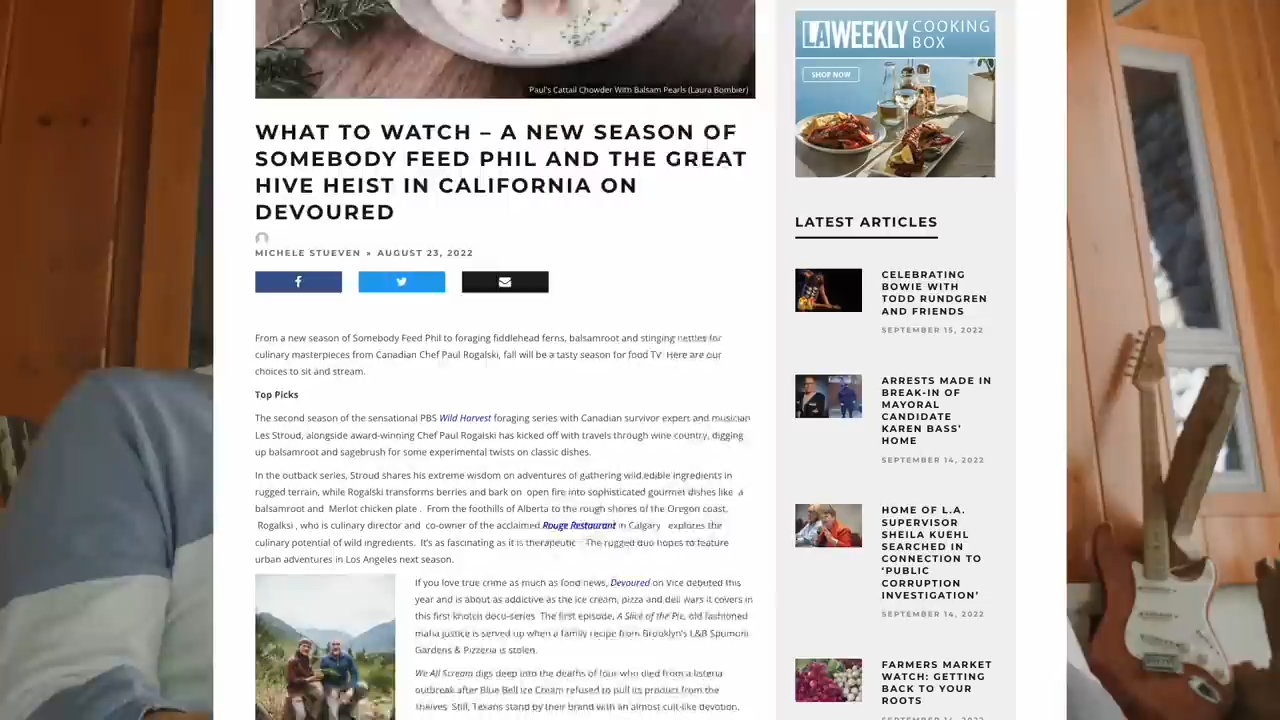 Paul's Cattail Chowder With Balsam Pearls (Laura Bombier)
WHAT TO WATCH – A NEW SEASON OF
SOMEBODY FEED PHIL AND THE GREAT
HIVE HEIST IN CALIFORNIA ON
DEVOURED
MICHELE STUEVEN » AUGUST 23, 2022
From a new season of Somebody Feed Phil to foraging fiddlehead ferns, balsamroot and stinging nettles for
culinary masterpieces from Canadian Chef Paul Rogalski, fall will be a tasty season for food TV. Here are our
choices to sit and stream.
Top Picks
The second season of the sensational PBS Wild Harvest foraging series with Canadian survivor expert and musician
Les Stroud, alongside award-winning Chef Paul Rogalski has kicked off with travels through wine country, digging
up balsamroot and sagebrush for some experimental twists on classic dishes.
In the outback series, Stroud shares his extreme wisdom on adventures of gathering wild edible ingredients in
rugged terrain, while Rogalski transforms berries and bark on open fire into sophisticated gourmet dishes like a
balsamroot and Merlot chicken plate . From the foothills of Alberta to the rough shores of the Oregon coast,
Rogalksi , who is culinary director and co-owner of the acclaimed Rouge Restaurant in Calgary explores the
culinary potential of wild ingredients. It's as fascinating as it is therapeutic The rugged duo hopes to feature
urban adventures in Los Angeles next season.
If you love true crime as much as food news, Devoured on Vice debuted this
year and is about as addictive as the ice cream, pizza and deli wars it covers in
this first knotch docu-series The first episode, A Slice of the Pie, old fashioned
mafia justice is served up when a family recipe from Brooklyn's L&B Spumoni
Gardens & Pizzeria is stolen.
We All Scream digs deep into the deaths of four who died from a listeria
outbreak after Blue Bell Ice Cream refused to pull its product from the
shelves. Still, Texans stand by their brand with an almost cult-like devotion.
LA WEEKLY COOKING
BOX
SHOP NOW
LATEST ARTICLES
CELEBRATING
BOWIE WITH
TODD RUNDGREN
AND FRIENDS
SEPTEMBER 15, 2022
ARRESTS MADE IN
BREAK-IN OF
MAYORAL
CANDIDATE
KAREN BASS'
HOME
SEPTEMBER 14, 2022
HOME OF L.A.
SUPERVISOR
SHEILA KUEHL
SEARCHED IN
CONNECTION TO
'PUBLIC
CORRUPTION
INVESTIGATION'
SEPTEMBER 14, 2022
FARMERS MARKET
WATCH: GETTING
BACK TO YOUR
ROOTS
SEPTEMBER 14, 2022